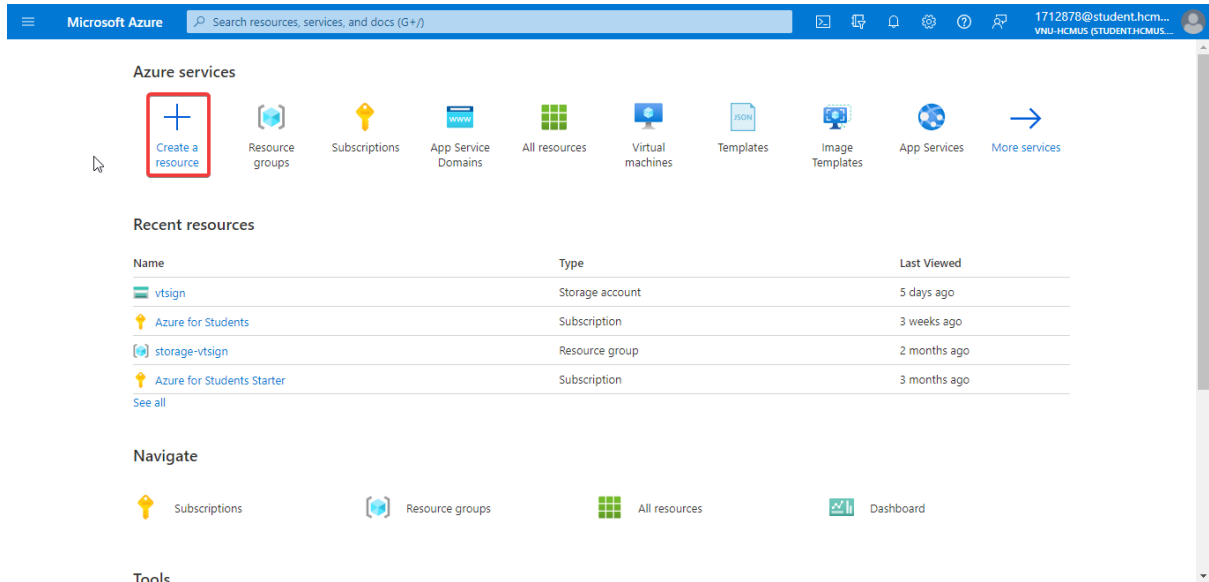 Microsoft Azure
Search resources, services, and docs (G+/)
1712878@student.hcm...
VNU-HCMUS (STUDENT.HCMUS....
Azure services
Create a
resource
Resource
groups
Subscriptions
www
App Service
Domains
All resources
Virtual
machines
JSON
Templates
Image
Templates
App Services
More services
Recent resources
Name Type Last Viewed
vtsign Storage account 5 days ago
Azure for Students Subscription 3 weeks ago
storage-vtsign Resource group 2 months ago
Azure for Students Starter Subscription 3 months ago
See all
Navigate
Subscriptions Resource groups All resources Dashboard
Tools